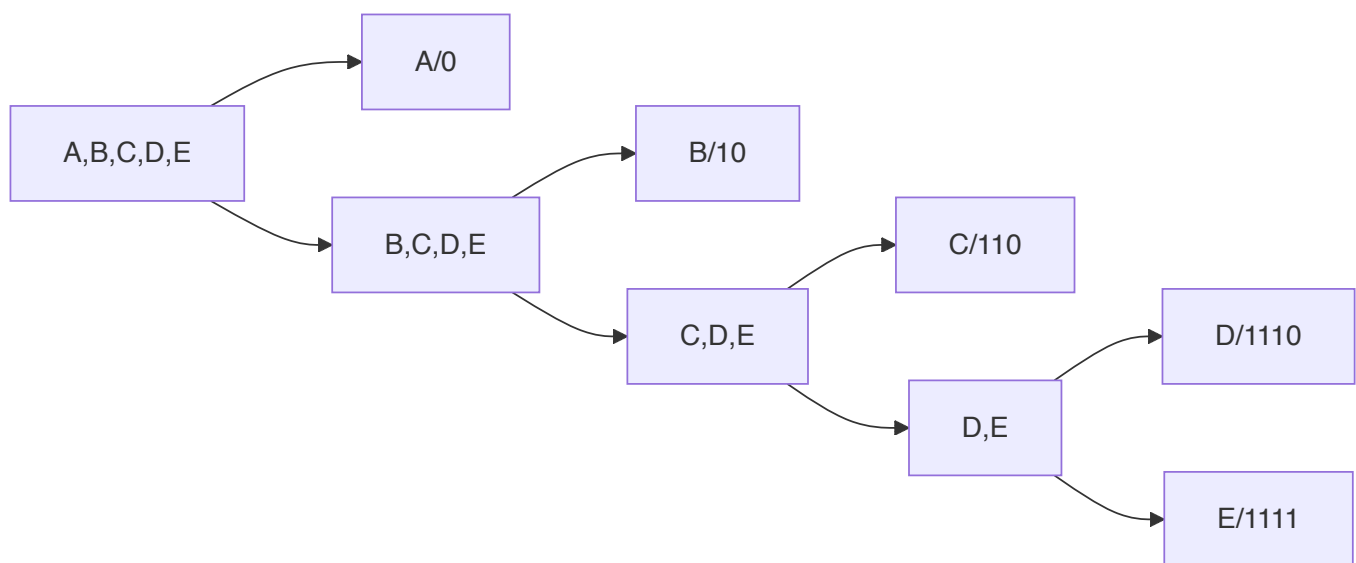 A/0
A,B,C,D,E
B/10
B,C,D,E
C/110
C,D,E
D/1110
D,E
E/1111